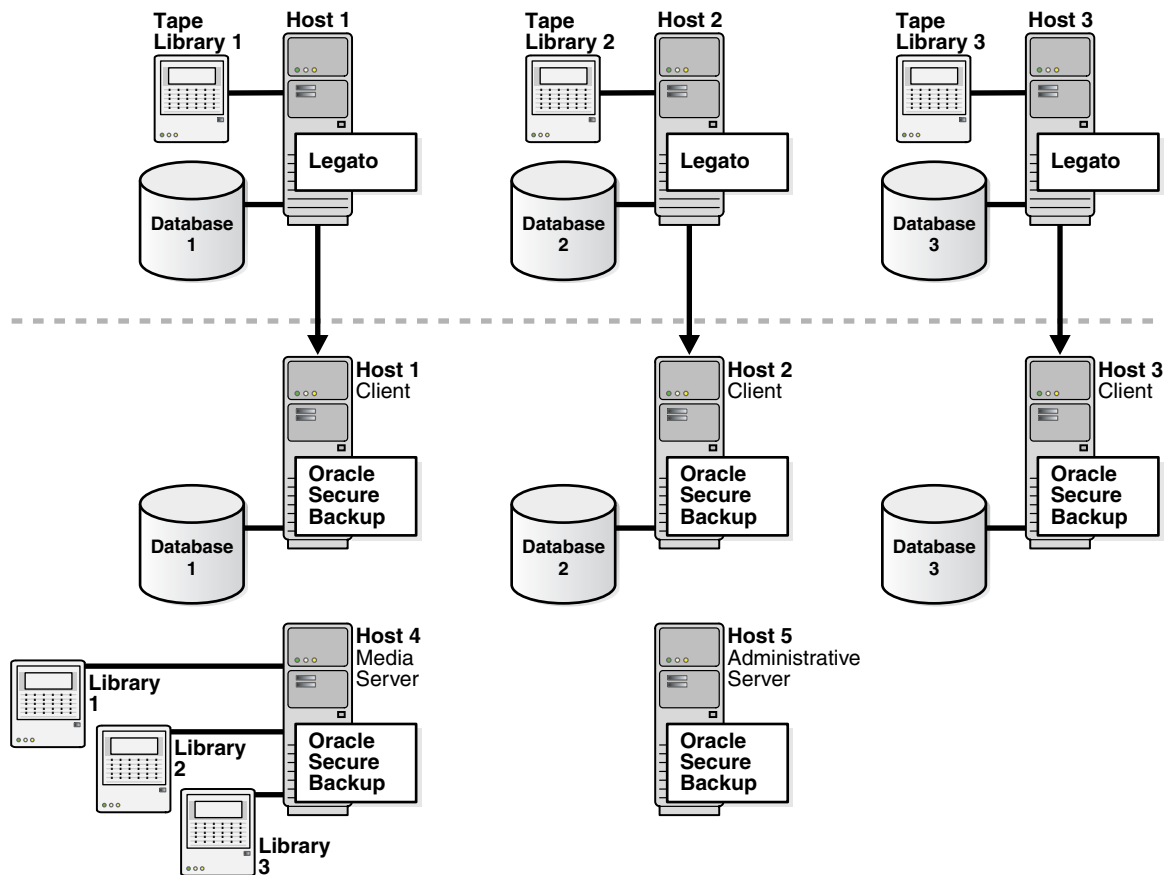 Tape
Library 1
Host 1
Tape
Library 2
Host 2
Tape
Library 3
Host 3
Legato
Legato
Legato
Database
1
Database
2
Database
3
Host 1
Client
Host 2
Client
Host 3
Client
Oracle
Secure
Backup
Oracle
Secure
Backup
Oracle
Secure
Backup
Database
1
Database
2
Database
3
Host 4
Media
Server
Host 5
Administrative
Server
Library
1
Library
2
Library
3
Oracle
Secure
Backup
Oracle
Secure
Backup